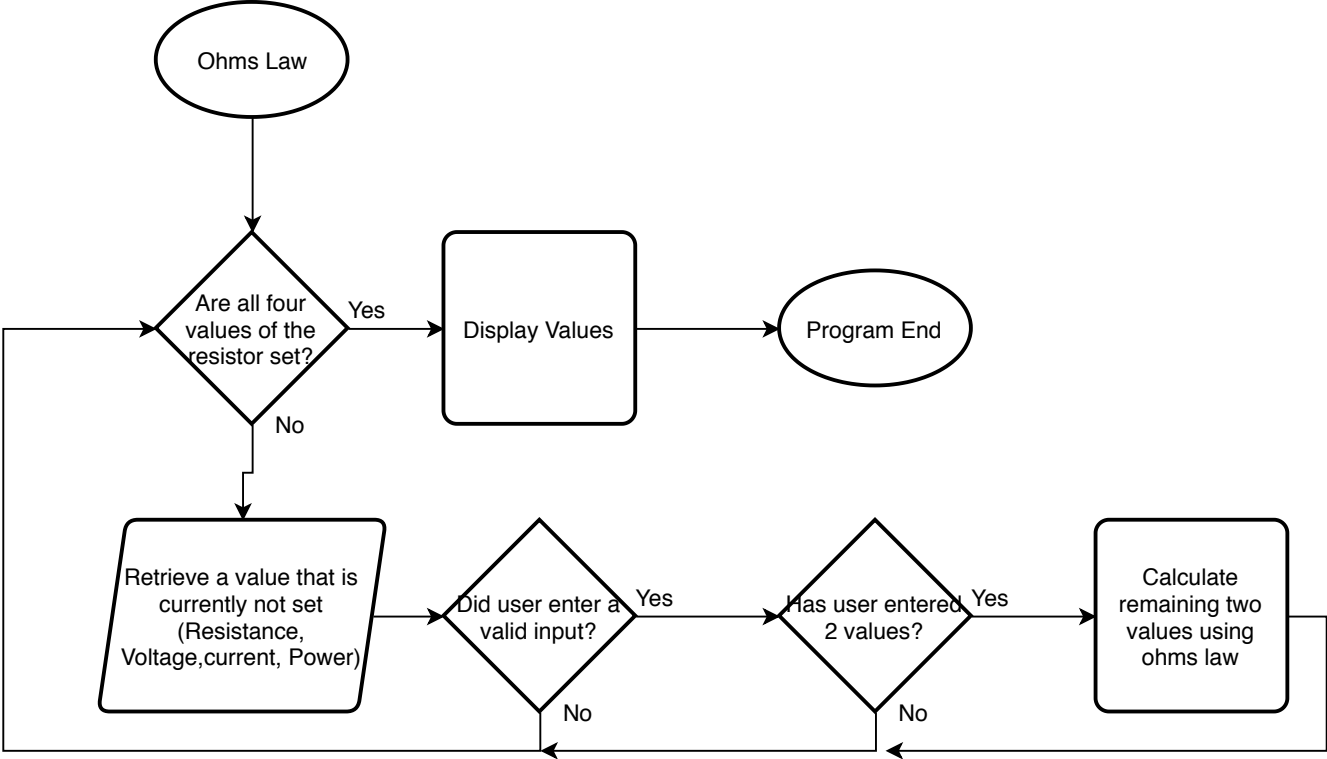 Ohms Law
Are all four
values of the
resistor set?
Yes
Display Values
Program End
No
Retrieve a value that is
currently not set
(Resistance,
Voltage,current, Power)
Did user enter a
valid input?
Yes
No
Has user entered
2 values?
Yes
No
Calculate
remaining two
values using
ohms law